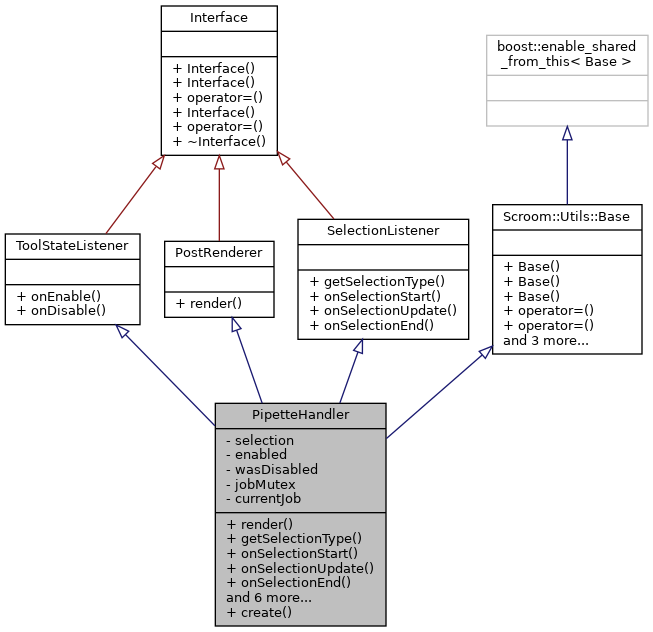 Interface
+ Interface()
+ Interface()
+ operator=()
+ Interface()
+ operator=()
+ ~Interface()
boost::enable_shared
_from_this< Base >
ToolStateListener
+ onEnable()
+ onDisable()
PostRenderer
+ render()
SelectionListener
+ getSelectionType()
+ onSelectionStart()
+ onSelectionUpdate()
+ onSelectionEnd()
Scroom::Utils::Base
+ Base()
+ Base()
+ Base()
+ operator=()
+ operator=()
and 3 more...
PipetteHandler
- selection
- enabled
- wasDisabled
- jobMutex
- currentJob
+ render()
+ getSelectionType()
+ onSelectionStart()
+ onSelectionUpdate()
+ onSelectionEnd()
and 6 more...
+ create()